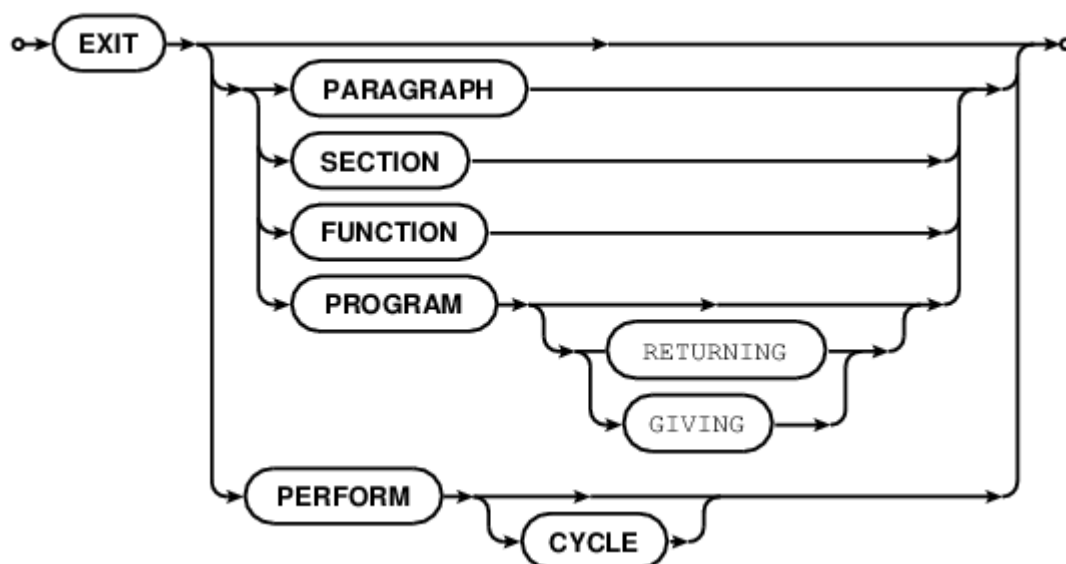 EXIT
PARAGRAPH
SECTION
FUNCTION
PROGRAM
RETURNING
GIVING
PERFORM
CYCLE